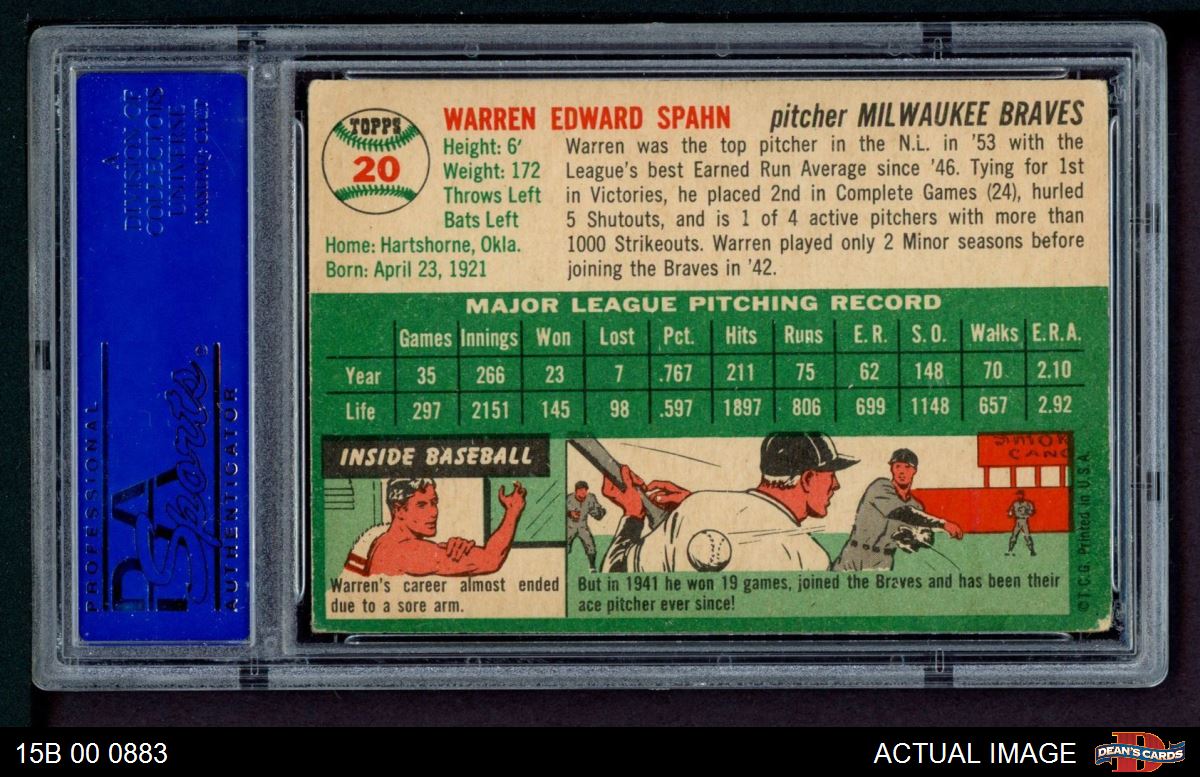 A
DIVISION OF
COLLECTORS
UNIVERSE
NASDAQ: CLCT
PROFESSIONAL
PSA
Sports
AUTHENTICATOR
TOPPS
20
WARREN EDWARD SPAHN
pitcher MILWAUKEE BRAVES
Height: 6′
Weight: 172
Throws Left
Bats Left
Home: Hartshorne, Okla.
Born: April 23, 1921
Warren was the top pitcher in the N.L. in '53 with the
League's best Earned Run Average since '46. Tying for 1st
in Victories, he placed 2nd in Complete Games (24), hurled
5 Shutouts, and is 1 of 4 active pitchers with more than
1000 Strikeouts. Warren played only 2 Minor seasons before
joining the Braves in '42.
MAJOR LEAGUE PITCHING RECORD
Games Innings Won Lost Pct. Hits Runs E. R. S. O. Walks E.R.A.
Year 35 266 23 7 .767 211 75 62 148 70 2.10
Life 297 2151 145 98 .597 1897 806 699 1148 657 2.92
INSIDE BASEBALL
Warren's career almost ended
due to a sore arm.
But in 1941 he won 19 games, joined the Braves and has been their
ace pitcher ever since!
©T.C.G. Printed in U.S.A.
15B 00 0883
ACTUAL IMAGE
DEAN'S CARDS